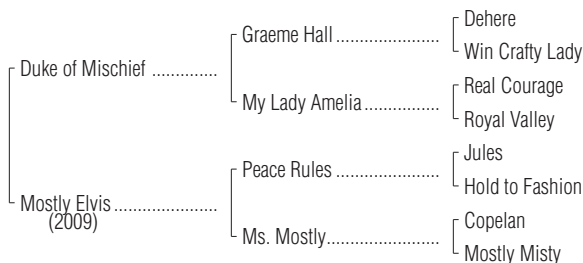 Dehere
Graeme Hall
Win Crafty Lady
Duke of Mischief
Real Courage
My Lady Amelia
Royal Valley
Jules
Peace Rules
Hold to Fashion
Mostly Elvis
(2009)
Copelan
Ms. Mostly
Mostly Misty